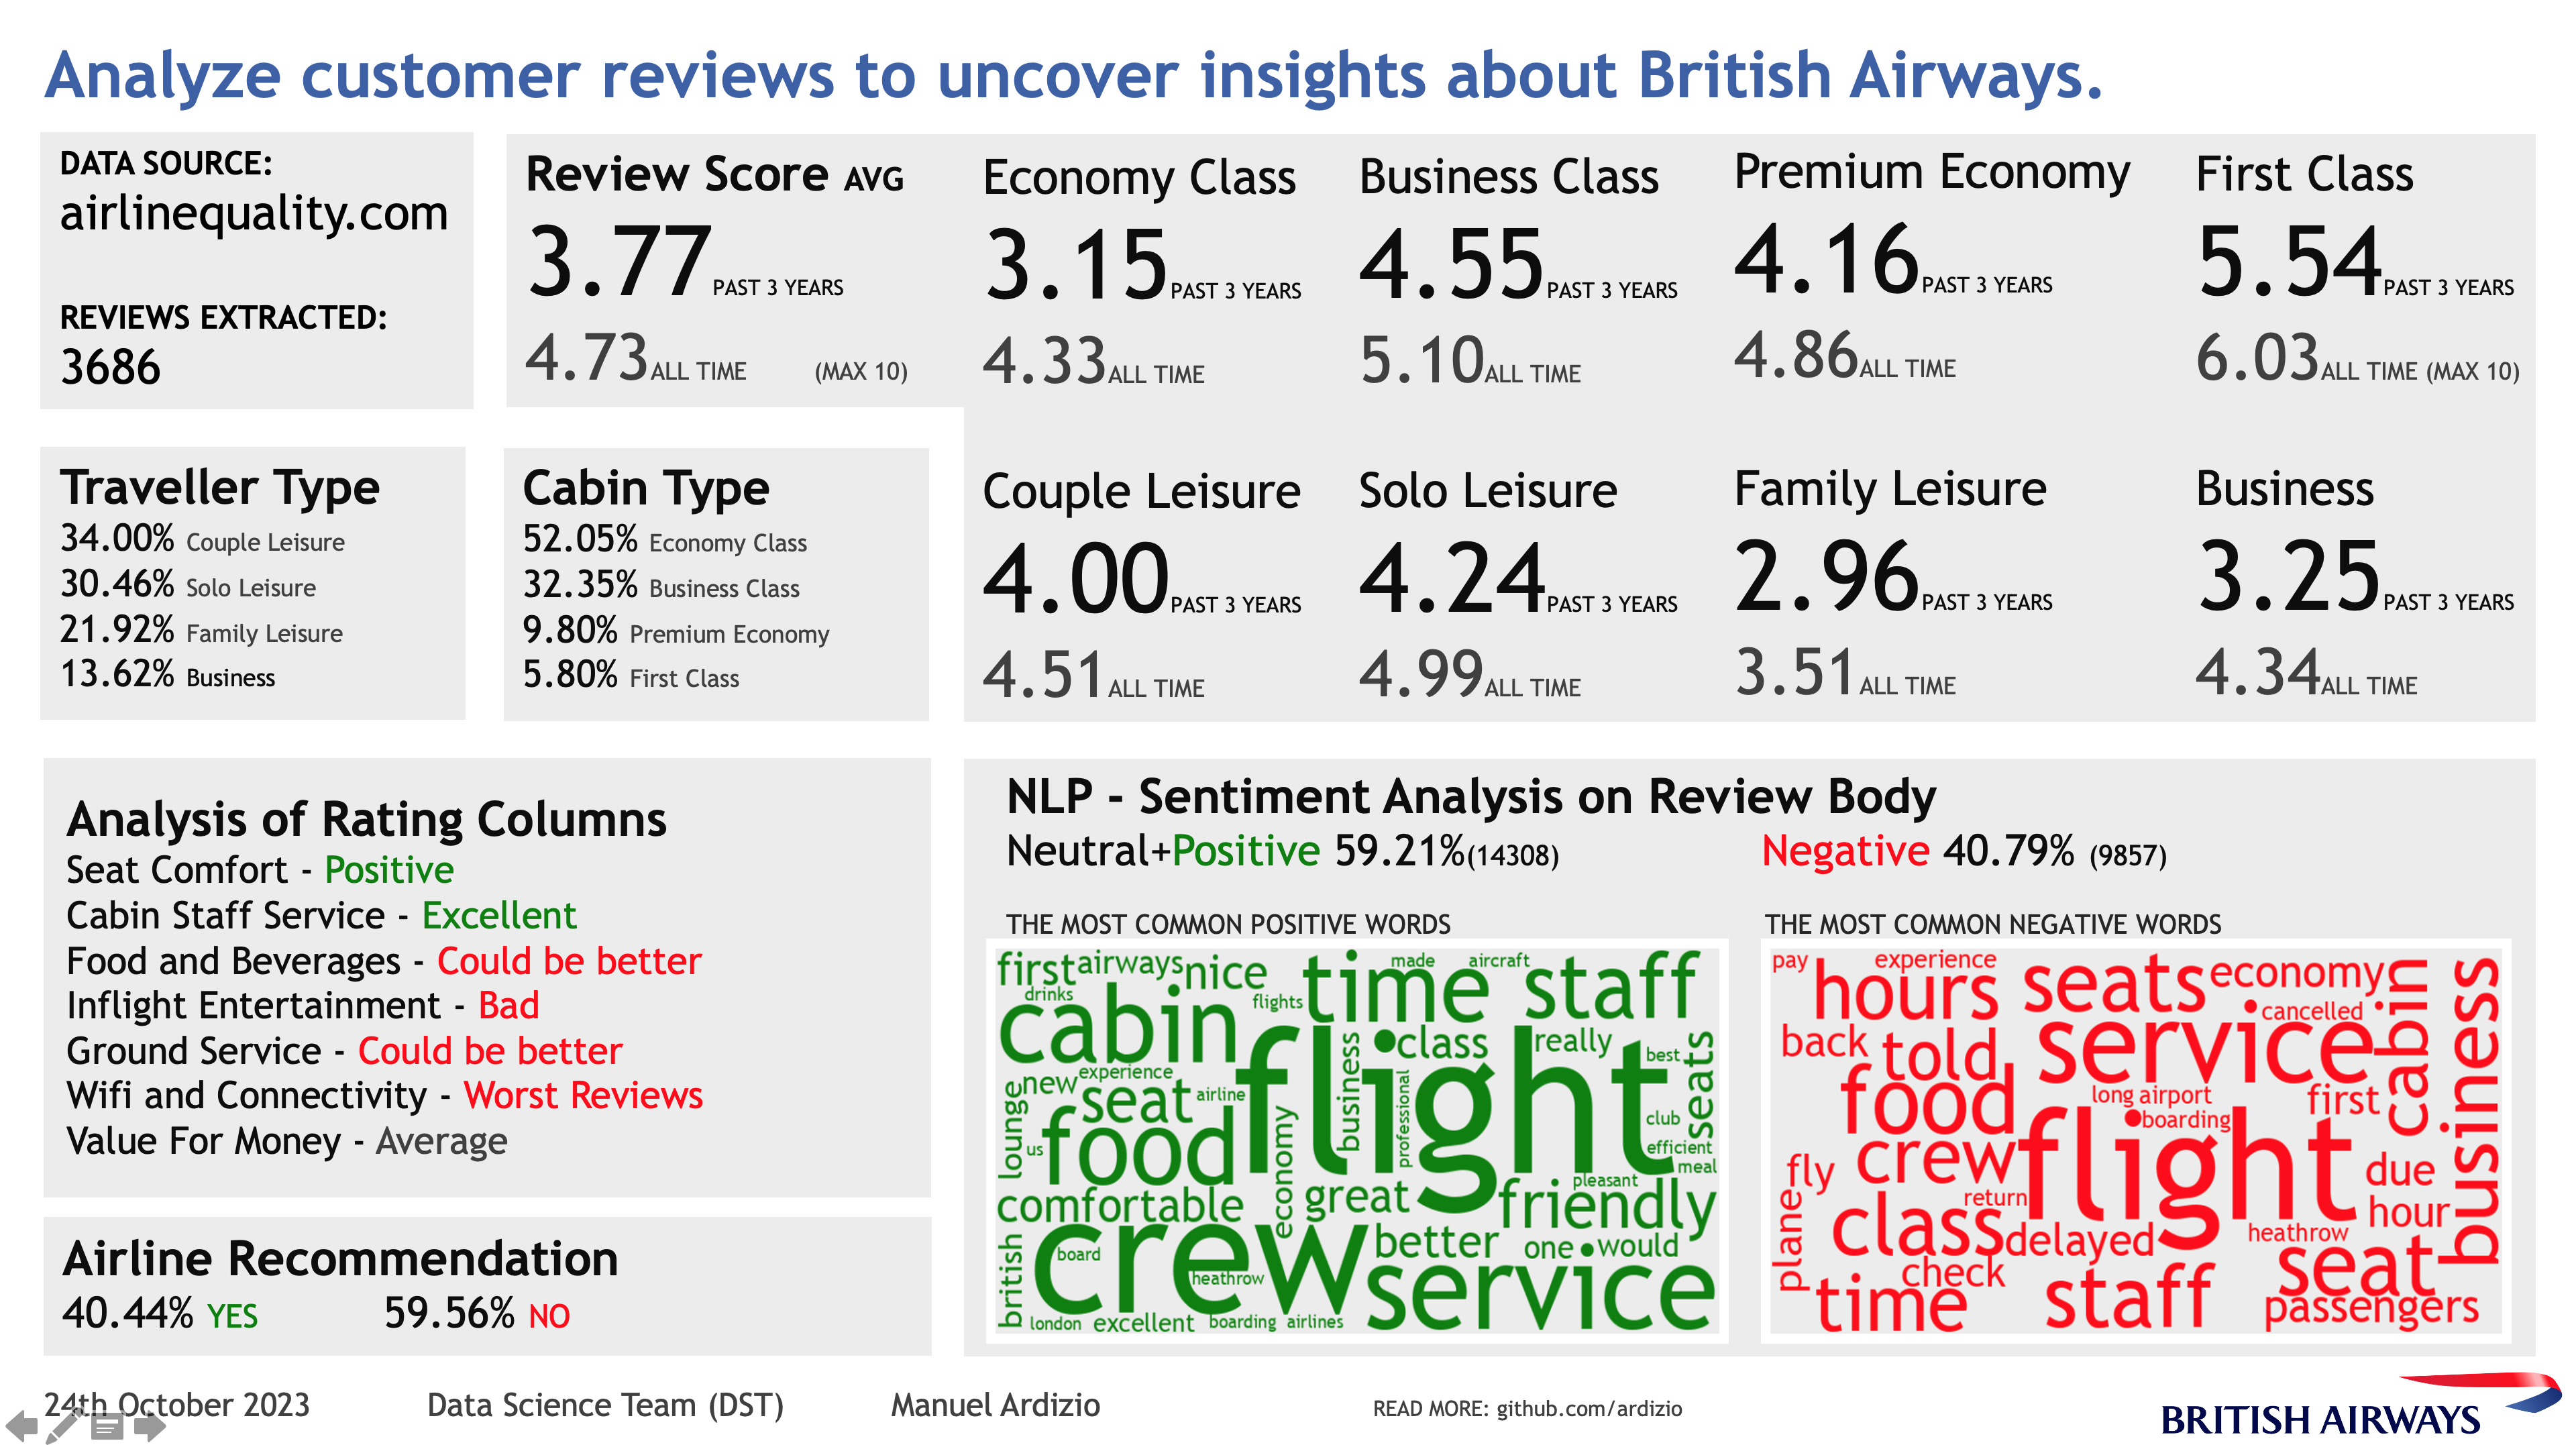 Analyze customer reviews to uncover insights about British Airways.
DATA SOURCE:
airlinequality.com
REVIEWS EXTRACTED:
3686
Review Score AVG
3.77 PAST 3 YEARS
4.73 ALL TIME (MAX 10)
Economy Class
3.15 PAST 3 YEARS
4.33 ALL TIME
Business Class
4.55 PAST 3 YEARS
5.10 ALL TIME
Premium Economy
4.16 PAST 3 YEARS
4.86 ALL TIME
First Class
5.54 PAST 3 YEARS
6.03 ALL TIME (MAX 10)
Traveller Type
34.00% Couple Leisure
30.46% Solo Leisure
21.92% Family Leisure
13.62% Business
Cabin Type
52.05% Economy Class
32.35% Business Class
9.80% Premium Economy
5.80% First Class
Couple Leisure
4.00 PAST 3 YEARS
4.51 ALL TIME
Solo Leisure
4.24 PAST 3 YEARS
4.99 ALL TIME
Family Leisure
2.96 PAST 3 YEARS
3.51 ALL TIME
Business
3.25 PAST 3 YEARS
4.34 ALL TIME
Analysis of Rating Columns
Seat Comfort - Positive
Cabin Staff Service - Excellent
Food and Beverages - Could be better
Inflight Entertainment - Bad
Ground Service - Could be better
Wifi and Connectivity - Worst Reviews
Value For Money - Average
Airline Recommendation
40.44% YES 59.56% NO
NLP - Sentiment Analysis on Review Body
Neutral+Positive 59.21%(14308)
Negative 40.79% (9857)
THE MOST COMMON POSITIVE WORDS
first
airways
nice
time
made
aircraft
staff
drinks
flights
cabin
flight
business
class
really
best
seats
new
experience
seat
airline
lounge
us
food
economy
professional
club
efficient
meal
comfortable
great
pleasant
friendly
crew
board
heathrow
better
one
would
british
service
london
excellent
boarding
airlines
THE MOST COMMON NEGATIVE WORDS
pay
experience
hours
seats
economy
cabin
business
cancelled
back
told
service
food
long
airport
boarding
first
crew
flight
fly
due
plane
return
hour
class
delayed
heathrow
check
seat
time
staff
passengers
24th October 2023
Data Science Team (DST)
Manuel Ardizio
READ MORE: github.com/ardizio
BRITISH AIRWAYS